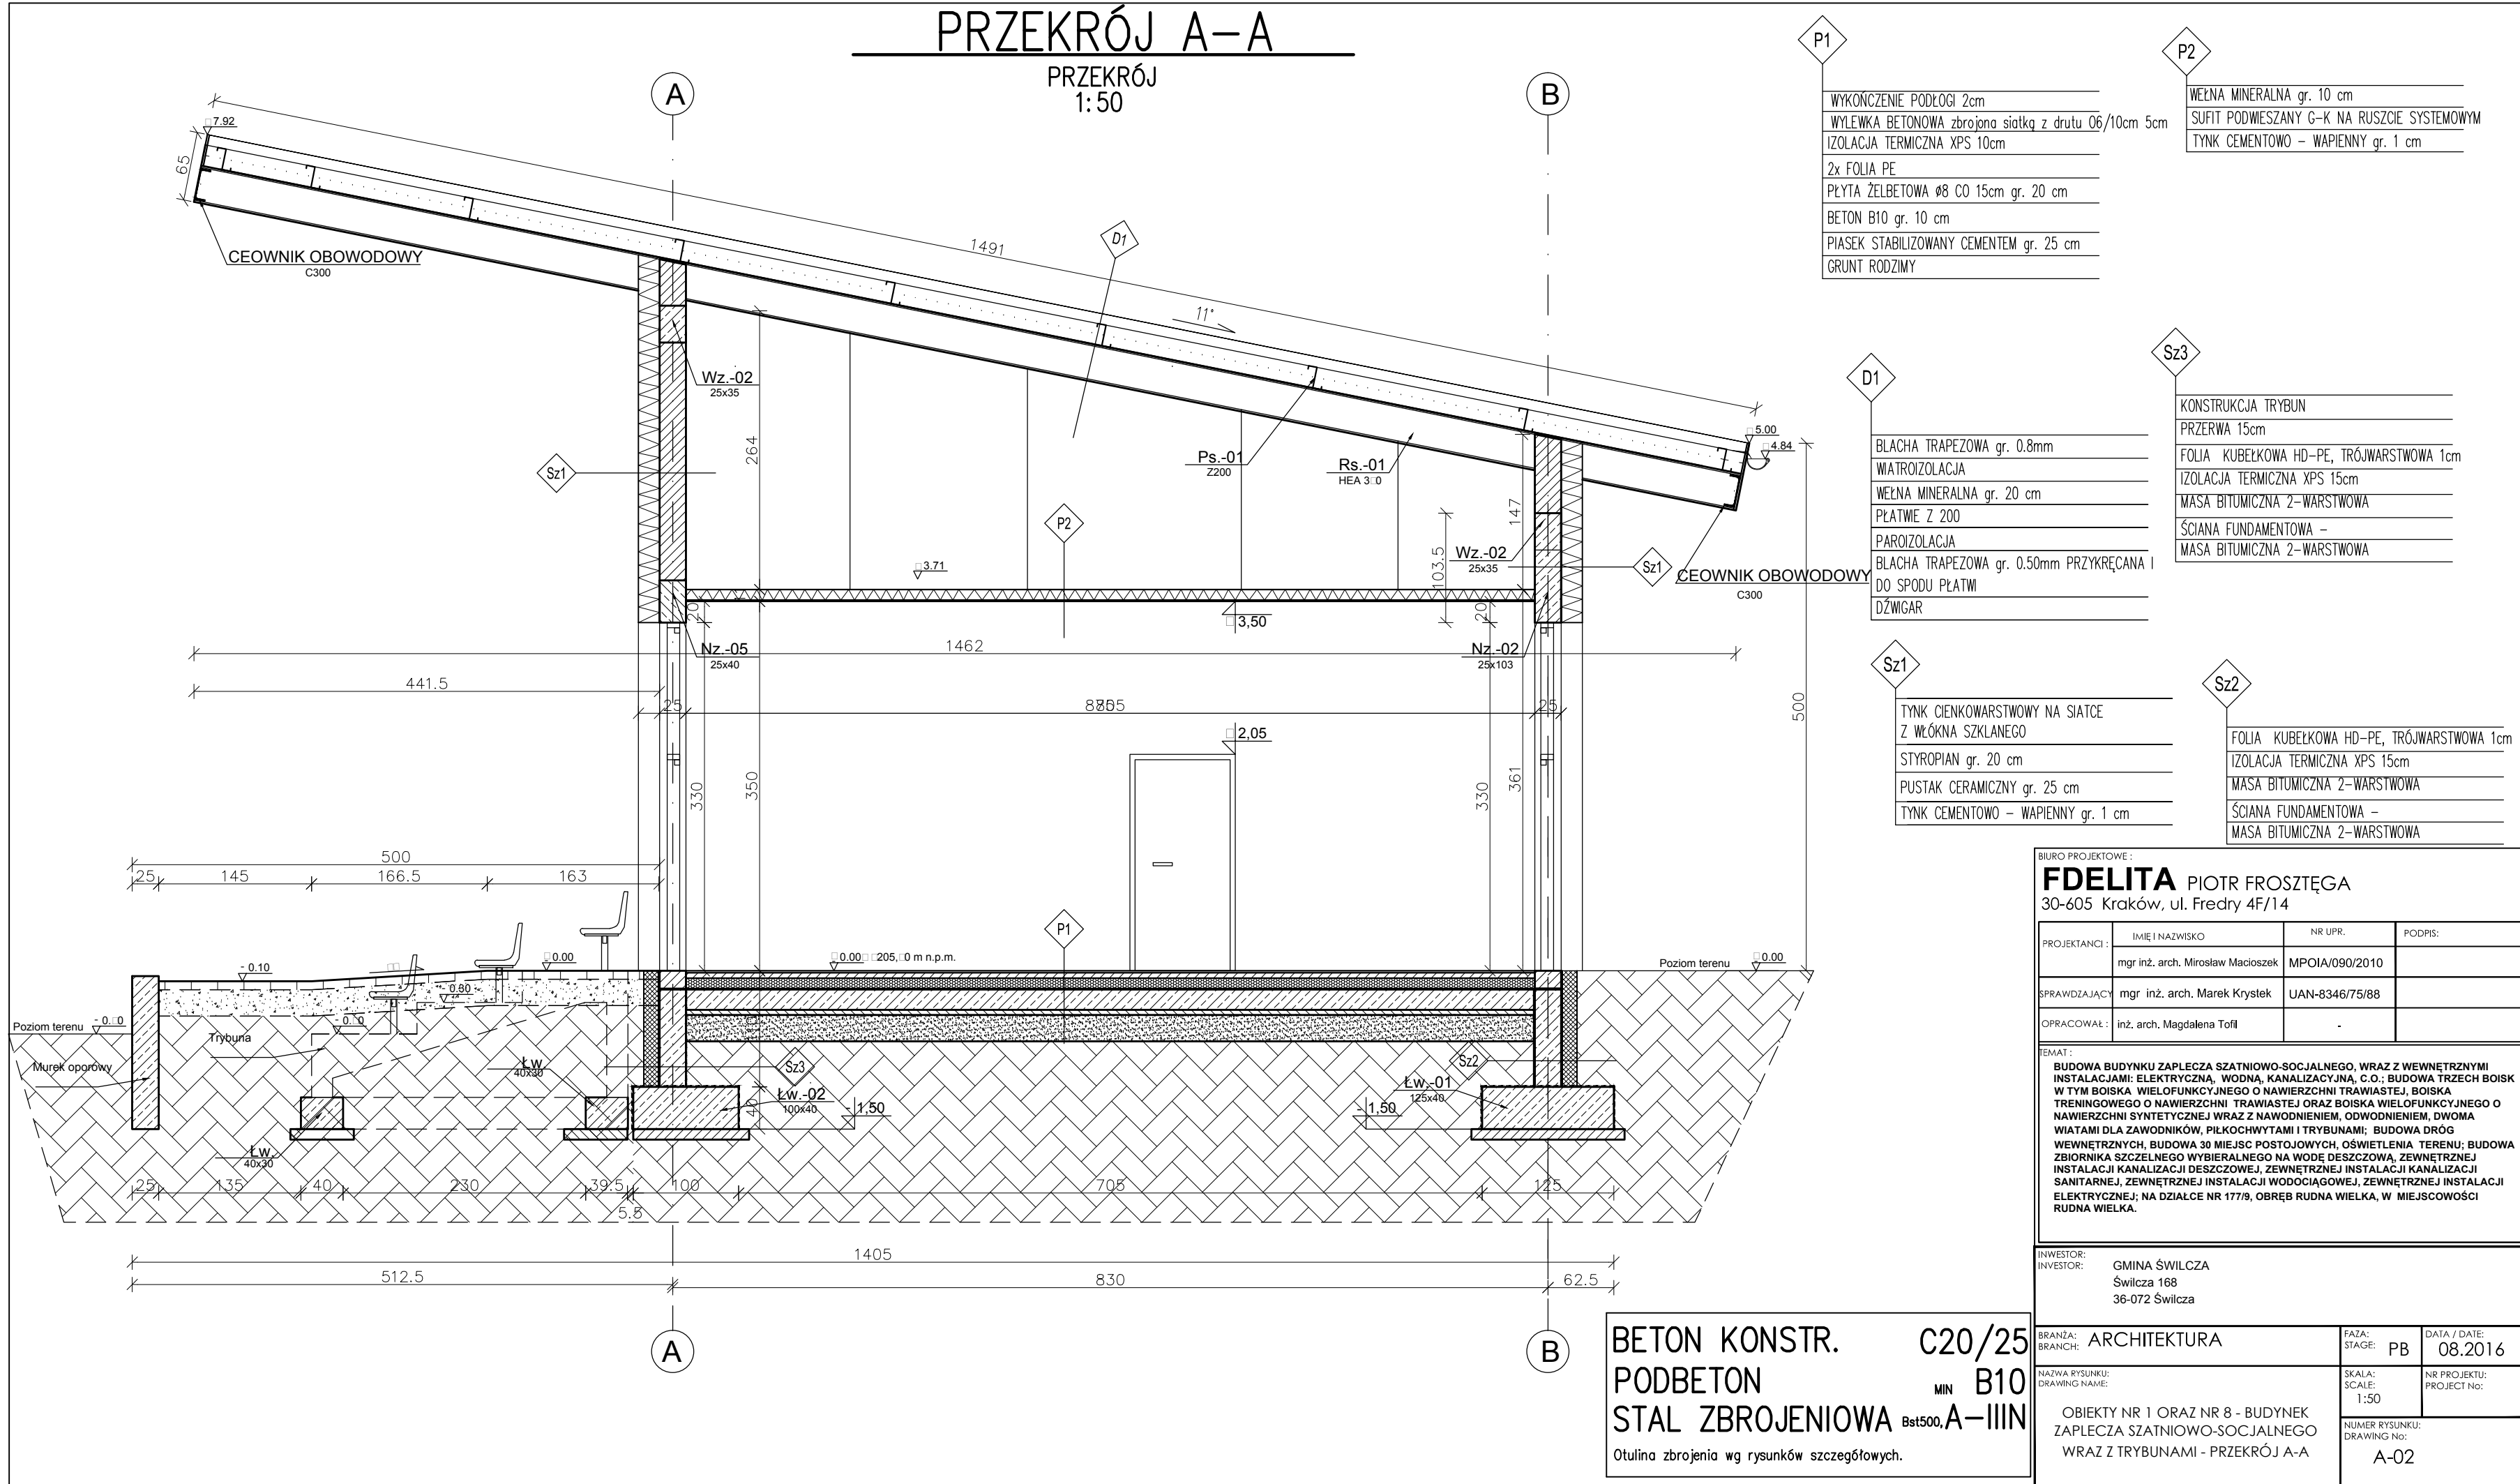 PRZEKRÓJ A-A
PRZEKRÓJ
1:50
A
B
7.92
65
CEOWNIK OBOWODOWY
C300
1491
D1
11°
Wz.-02
25x35
264
Sz1
Ps.-01
Z200
Rs.-01
HEA 3 0
P2
3.71
147
103.5
Wz.-02
25x35
Sz1
5.00
4.84
CEOWNIK OBOWODOWY
C300
20
3,50
20
Nz.-05
25x40
1462
Nz.-02
25x103
441.5
25
25
500
2,05
330
350
330
361
500
25
145
166.5
163
P1
- 0.10
0.00
0.00
205, 0 m n.p.m.
Poziom terenu
0.00
Poziom terenu
Trybuna
Murek oporowy
Łw.
40x30
Sz3
Łw.-02
100x40
40
- 1,50
Sz2
Łw.-01
125x40
- 1,50
Łw.
40x30
25
135
40
230
39.5
5.5
100
705
125
1405
512.5
830
62.5
A
B
P1
WYKOŃCZENIE PODŁOGI 2cm
WYLEWKA BETONOWA zbrojona siatką z drutu O6/10cm 5cm
IZOLACJA TERMICZNA XPS 10cm
2x FOLIA PE
PŁYTA ŻELBETOWA ø8 CO 15cm gr. 20 cm
BETON B10 gr. 10 cm
PIASEK STABILIZOWANY CEMENTEM gr. 25 cm
GRUNT RODZIMY
P2
WEŁNA MINERALNA gr. 10 cm
SUFIT PODWIESZANY G-K NA RUSZCIE SYSTEMOWYM
TYNK CEMENTOWO - WAPIENNY gr. 1 cm
D1
BLACHA TRAPEZOWA gr. 0.8mm
WIATROIZOLACJA
WEŁNA MINERALNA gr. 20 cm
PŁATWIE Z 200
PAROIZOLACJA
BLACHA TRAPEZOWA gr. 0.50mm PRZYKRĘCANA I
DO SPODU PŁATWI
DŹWIGAR
Sz3
KONSTRUKCJA TRYBUN
PRZERWA 15cm
FOLIA KUBEŁKOWA HD-PE, TRÓJWARSTWOWA 1cm
IZOLACJA TERMICZNA XPS 15cm
MASA BITUMICZNA 2-WARSTWOWA
ŚCIANA FUNDAMENTOWA -
MASA BITUMICZNA 2-WARSTWOWA
Sz1
TYNK CIENKOWARSTWOWY NA SIATCE
Z WŁÓKNA SZKLANEGO
STYROPIAN gr. 20 cm
PUSTAK CERAMICZNY gr. 25 cm
TYNK CEMENTOWO - WAPIENNY gr. 1 cm
Sz2
FOLIA KUBEŁKOWA HD-PE, TRÓJWARSTWOWA 1cm
IZOLACJA TERMICZNA XPS 15cm
MASA BITUMICZNA 2-WARSTWOWA
ŚCIANA FUNDAMENTOWA -
MASA BITUMICZNA 2-WARSTWOWA
BIURO PROJEKTOWE :
FDELITA PIOTR FROSZTĘGA
30-605 Kraków, ul. Fredry 4F/14
PROJEKTANCI : IMIĘ I NAZWISKO NR UPR. PODPIS:
mgr inż. arch. Mirosław Macioszek MPOIA/090/2010
SPRAWDZAJĄCY mgr inż. arch. Marek Krystek UAN-8346/75/88
OPRACOWAŁ : inż. arch. Magdalena Tofil -
TEMAT :
BUDOWA BUDYNKU ZAPLECZA SZATNIOWO-SOCJALNEGO, WRAZ Z WEWNĘTRZNYMI
INSTALACJAMI: ELEKTRYCZNĄ, WODNĄ, KANALIZACYJNĄ, C.O.; BUDOWA TRZECH BOISK
W TYM BOISKA WIELOFUNKCYJNEGO O NAWIERZCHNI TRAWIASTEJ, BOISKA
TRENINGOWEGO O NAWIERZCHNI TRAWIASTEJ ORAZ BOISKA WIELOFUNKCYJNEGO O
NAWIERZCHNI SYNTETYCZNEJ WRAZ Z NAWODNIENIEM, ODWODNIENIEM, DWOMA
WIATAMI DLA ZAWODNIKÓW, PIŁKOCHWYTAMI I TRYBUNAMI; BUDOWA DRÓG
WEWNĘTRZNYCH, BUDOWA 30 MIEJSC POSTOJOWYCH, OŚWIETLENIA TERENU; BUDOWA
ZBIORNIKA SZCZELNEGO WYBIERALNEGO NA WODĘ DESZCZOWĄ, ZEWNĘTRZNEJ
INSTALACJI KANALIZACJI DESZCZOWEJ, ZEWNĘTRZNEJ INSTALACJI KANALIZACJI
SANITARNEJ, ZEWNĘTRZNEJ INSTALACJI WODOCIĄGOWEJ, ZEWNĘTRZNEJ INSTALACJI
ELEKTRYCZNEJ; NA DZIAŁCE NR 177/9, OBRĘB RUDNA WIELKA, W MIEJSCOWOŚCI
RUDNA WIELKA.
INWESTOR:
INVESTOR:
GMINA ŚWILCZA
Świlcza 168
36-072 Świlcza
BRANŻA:
BRANCH:
ARCHITEKTURA
FAZA:
STAGE:
PB
DATA / DATE:
08.2016
NAZWA RYSUNKU:
DRAWING NAME:
OBIEKTY NR 1 ORAZ NR 8 - BUDYNEK
ZAPLECZA SZATNIOWO-SOCJALNEGO
WRAZ Z TRYBUNAMI - PRZEKRÓJ A-A
SKALA:
SCALE:
1:50
NR PROJEKTU:
PROJECT No:
NUMER RYSUNKU:
DRAWING No:
A-02
BETON KONSTR. C20/25
PODBETON MIN B10
STAL ZBROJENIOWA Bst500, A-IIIN
Otulina zbrojenia wg rysunków szczegółowych.